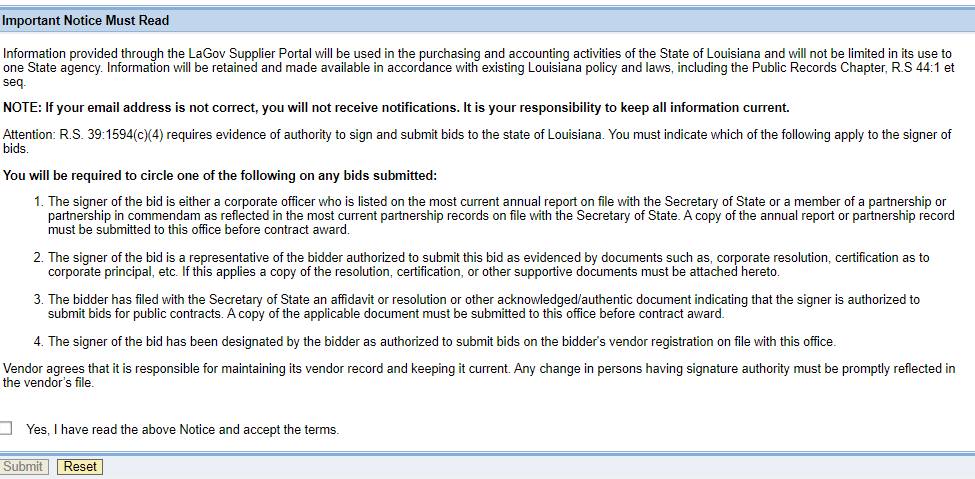 Important Notice Must Read
Information provided through the LaGov Supplier Portal will be used in the purchasing and accounting activities of the State of Louisiana and will not be limited in its use to
one State agency. Information will be retained and made available in accordance with existing Louisiana policy and laws, including the Public Records Chapter, R.S 44:1 et
seq.
NOTE: If your email address is not correct, you will not receive notifications. It is your responsibility to keep all information current.
Attention: R.S. 39:1594(c)(4) requires evidence of authority to sign and submit bids to the state of Louisiana. You must indicate which of the following apply to the signer of
bids.
You will be required to circle one of the following on any bids submitted:
1. The signer of the bid is either a corporate officer who is listed on the most current annual report on file with the Secretary of State or a member of a partnership or
partnership in commendam as reflected in the most current partnership records on file with the Secretary of State. A copy of the annual report or partnership record
must be submitted to this office before contract award.
2. The signer of the bid is a representative of the bidder authorized to submit this bid as evidenced by documents such as, corporate resolution, certification as to
corporate principal, etc. If this applies a copy of the resolution, certification, or other supportive documents must be attached hereto.
3. The bidder has filed with the Secretary of State an affidavit or resolution or other acknowledged/authentic document indicating that the signer is authorized to
submit bids for public contracts. A copy of the applicable document must be submitted to this office before contract award.
4. The signer of the bid has been designated by the bidder as authorized to submit bids on the bidder's vendor registration on file with this office.
Vendor agrees that it is responsible for maintaining its vendor record and keeping it current. Any change in persons having signature authority must be promptly reflected in
the vendor's file.
Yes, I have read the above Notice and accept the terms.
Submit Reset